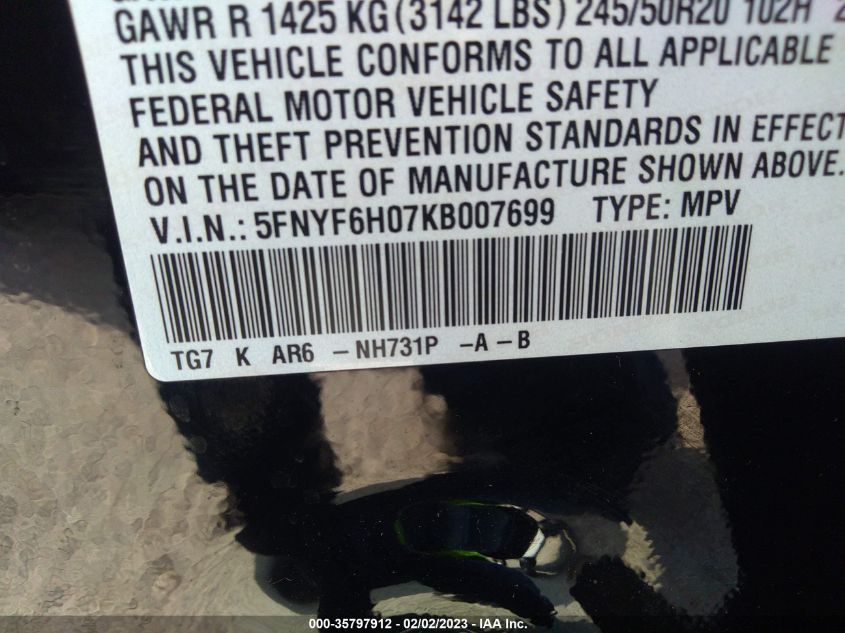 GAWR R 1425 KG (3142 LBS) 245/50R20 102H
THIS VEHICLE CONFORMS TO ALL APPLICABLE
FEDERAL MOTOR VEHICLE SAFETY
AND THEFT PREVENTION STANDARDS IN EFFECT
ON THE DATE OF MANUFACTURE SHOWN ABOVE.
V.I.N.: 5FNYF6H07KB007699 TYPE: MPV
TG7 K AR6 -NH731P -A-B
000-35797912 - 02/02/2023 - IAA Inc.